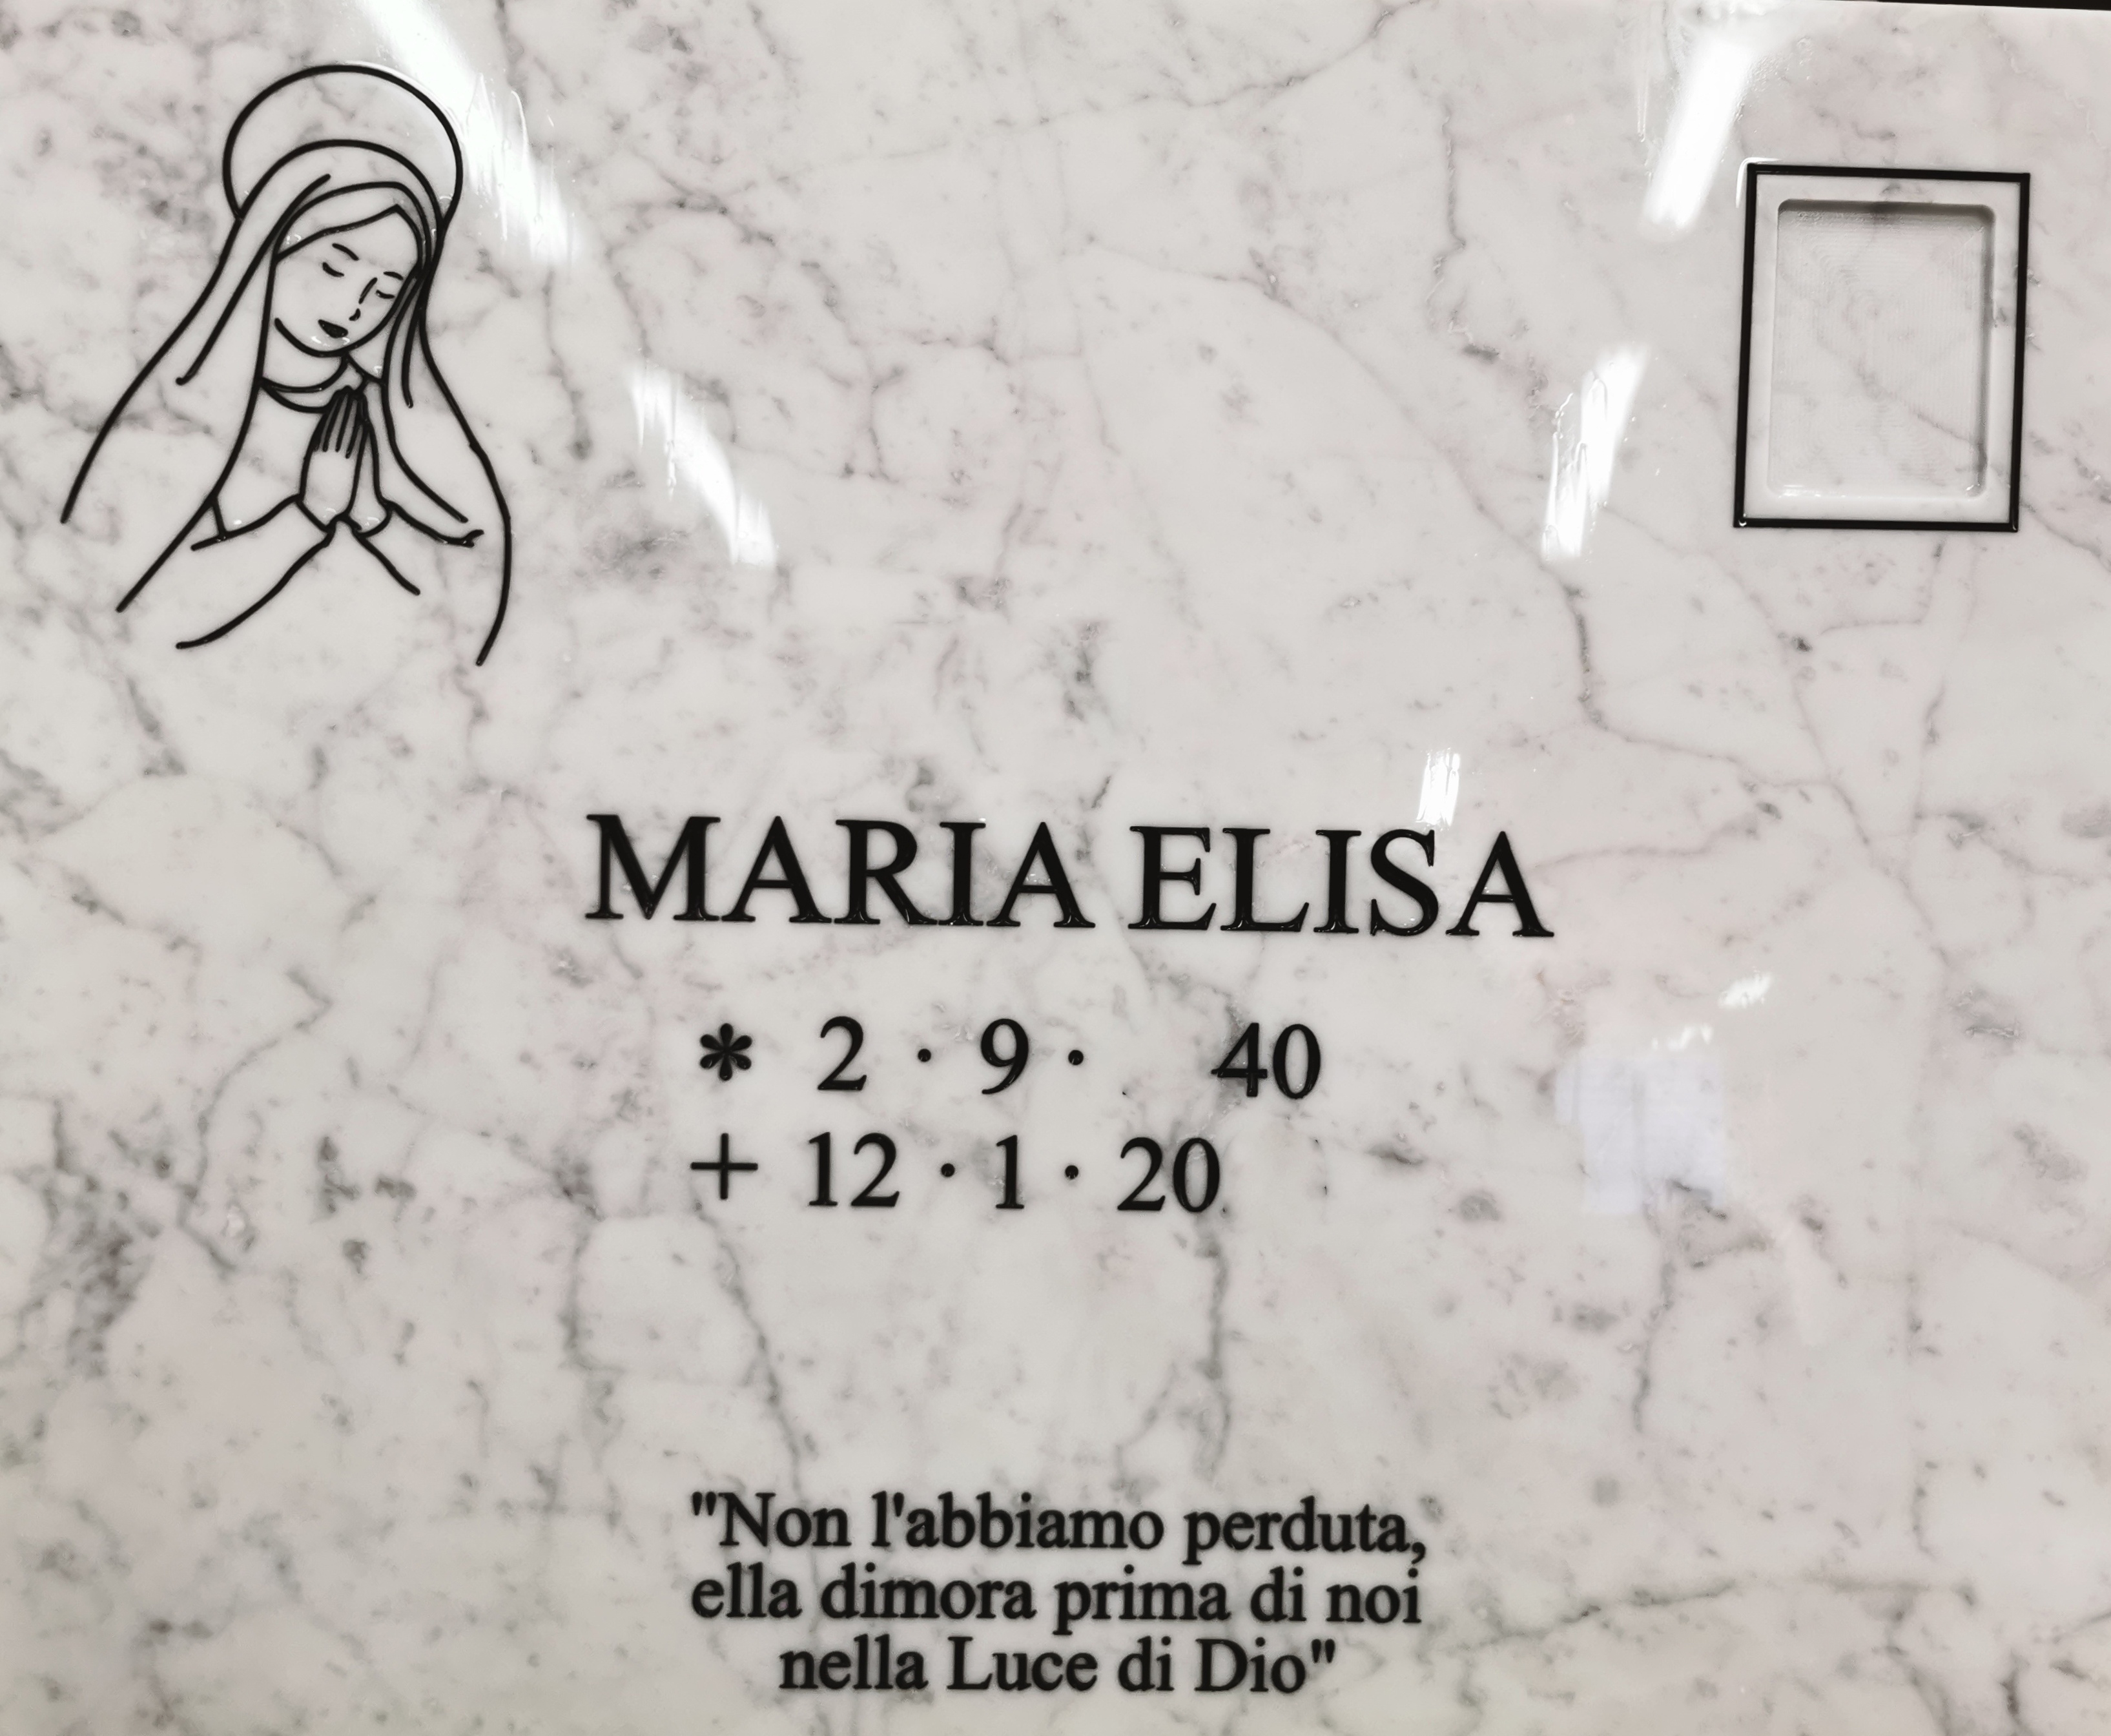 MARIA ELISA
* 2 · 9 · 40
+ 12 · 1 · 20
"Non l'abbiamo perduta,
ella dimora prima di noi
nella Luce di Dio"